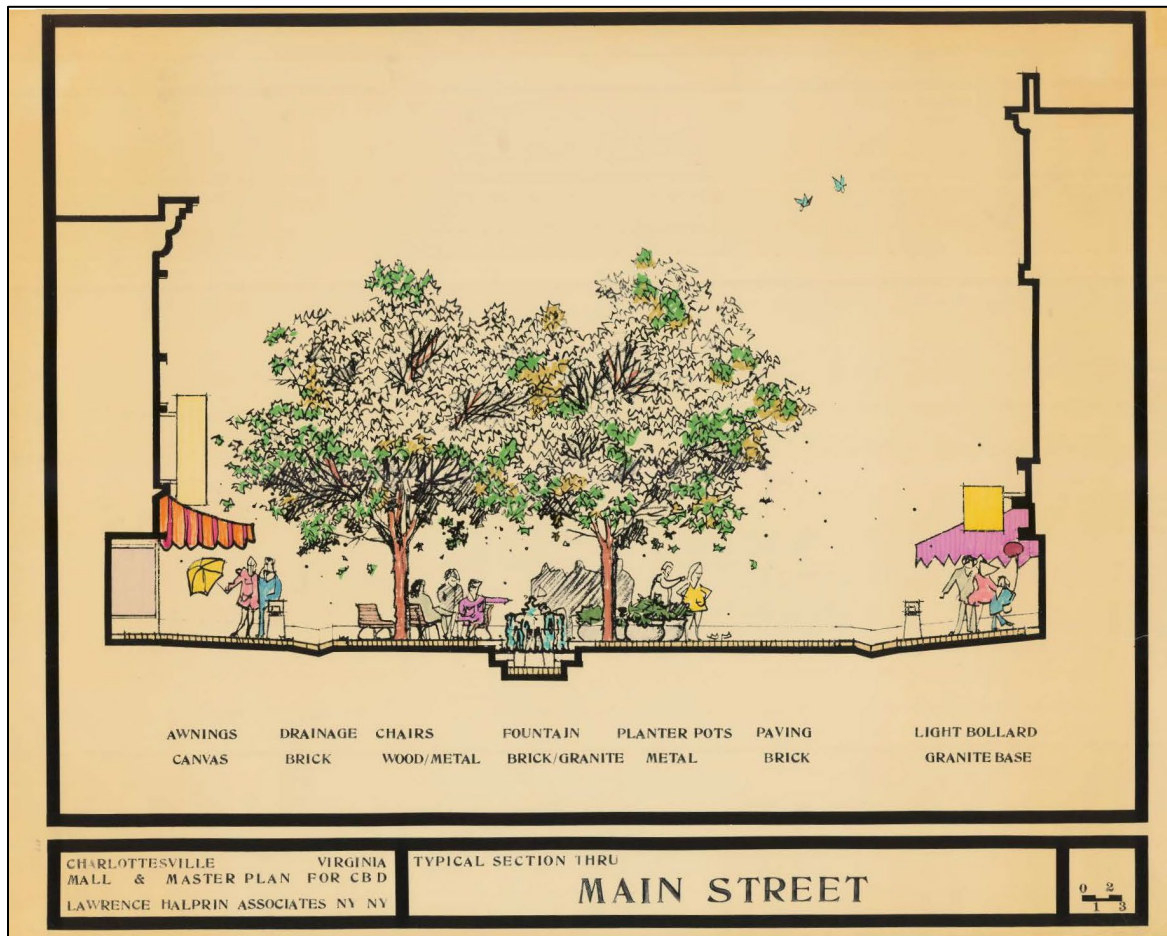 AWNINGS DRAINAGE CHAIRS FOUNTAIN PLANTER POTS PAVING LIGHT BOLLARD
CANVAS BRICK WOOD/METAL BRICK/GRANITE METAL BRICK GRANITE BASE
CHARLOTTESVILLE VIRGINIA
MALL & MASTER PLAN FOR CBD
LAWRENCE HALPRIN ASSOCIATES NY NY
TYPICAL SECTION THRU
MAIN STREET
0 2
1 3